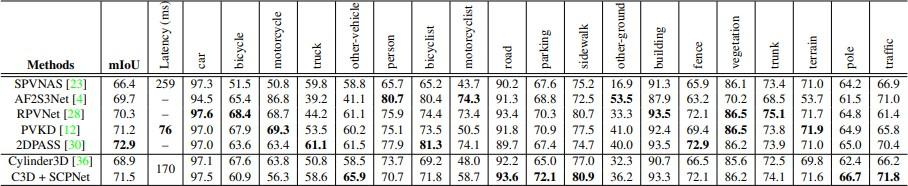 Methods mIoU Latency (ms) car bicycle motorcycle truck other-vehicle person bicyclist motorcyclist road parking sidewalk other-ground building fence vegetation trunk terrain pole traffic
SPVNAS [23] 66.4 259 97.3 51.5 50.8 59.8 58.8 65.7 65.2 43.7 90.2 67.6 75.2 16.9 91.3 65.9 86.1 73.4 71.0 64.2 66.9
AF2S3Net [4] 69.7 – 94.5 65.4 86.8 39.2 41.1 80.7 80.4 74.3 91.3 68.8 72.5 53.5 87.9 63.2 70.2 68.5 53.7 61.5 71.0
RPVNet [28] 70.3 – 97.6 68.4 68.7 44.2 61.1 75.9 74.4 73.4 93.4 70.3 80.7 33.3 93.5 72.1 86.5 75.1 71.7 64.8 61.4
PVKD [12] 71.2 76 97.0 67.9 69.3 53.5 60.2 75.1 73.5 50.5 91.8 70.9 77.5 41.0 92.4 69.4 86.5 73.8 71.9 64.9 65.8
2DPASS [30] 72.9 – 97.0 63.6 63.4 61.1 61.5 77.9 81.3 74.1 89.7 67.4 74.7 40.0 93.5 72.9 86.2 73.9 71.0 65.0 70.4
Cylinder3D [36] 68.9 170 97.1 67.6 63.8 50.8 58.5 73.7 69.2 48.0 92.2 65.0 77.0 32.3 90.7 66.5 85.6 72.5 69.8 62.4 66.2
C3D + SCPNet 71.5 97.5 60.9 56.3 58.6 65.9 70.7 71.8 58.7 93.6 72.1 80.9 36.2 93.3 72.1 86.2 74.1 71.6 66.7 71.8